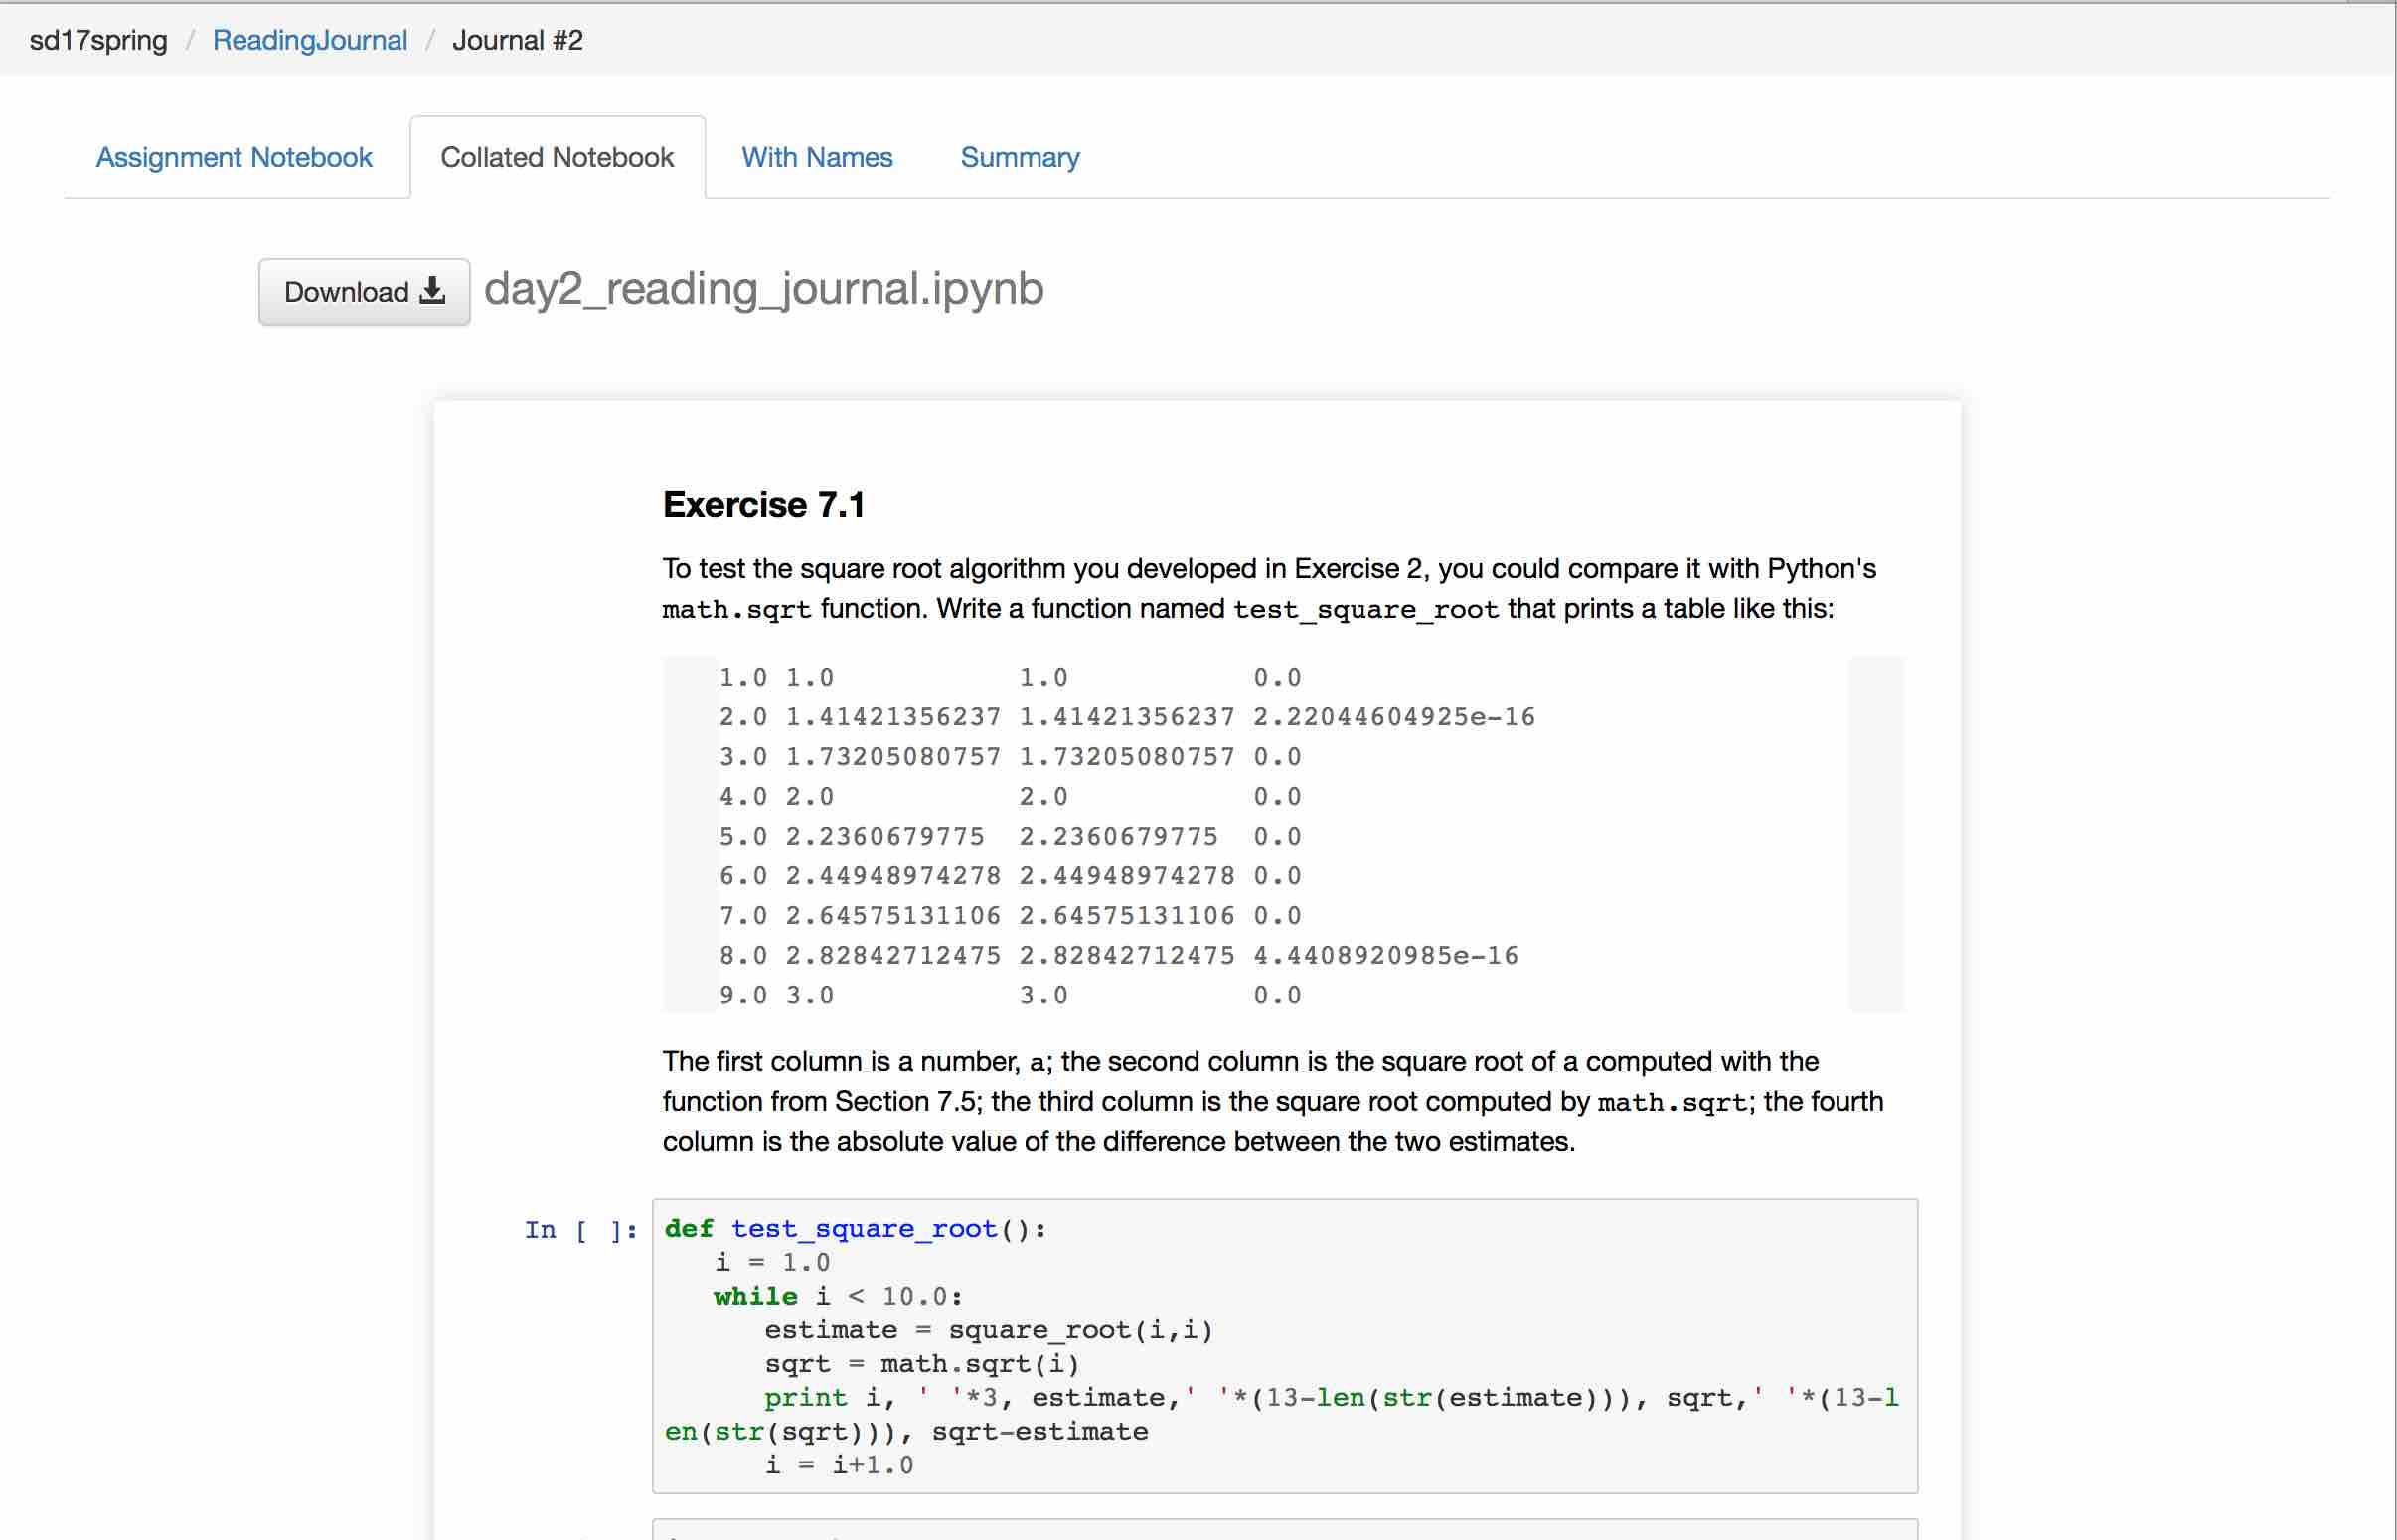 sd17spring / ReadingJournal / Journal #2
Assignment Notebook Collated Notebook With Names Summary
Download day2_reading_journal.ipynb
Exercise 7.1
To test the square root algorithm you developed in Exercise 2, you could compare it with Python's
math.sqrt function. Write a function named test_square_root that prints a table like this:
1.0 1.0           1.0           0.0
2.0 1.41421356237 1.41421356237 2.22044604925e-16
3.0 1.73205080757 1.73205080757 0.0
4.0 2.0           2.0           0.0
5.0 2.2360679775  2.2360679775  0.0
6.0 2.44948974278 2.44948974278 0.0
7.0 2.64575131106 2.64575131106 0.0
8.0 2.82842712475 2.82842712475 4.4408920985e-16
9.0 3.0           3.0           0.0
The first column is a number, a; the second column is the square root of a computed with the
function from Section 7.5; the third column is the square root computed by math.sqrt; the fourth
column is the absolute value of the difference between the two estimates.
In [ ]: def test_square_root():
i = 1.0
while i < 10.0:
estimate = square_root(i,i)
sqrt = math.sqrt(i)
print i, ' '*3, estimate,' '*(13-len(str(estimate))), sqrt,' '*(13-l
en(str(sqrt))), sqrt-estimate
i = i+1.0